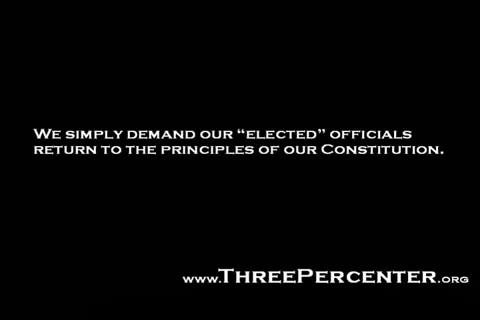 We simply demand our “elected” officials
return to the principles of our Constitution.
www.ThreePercenter.org